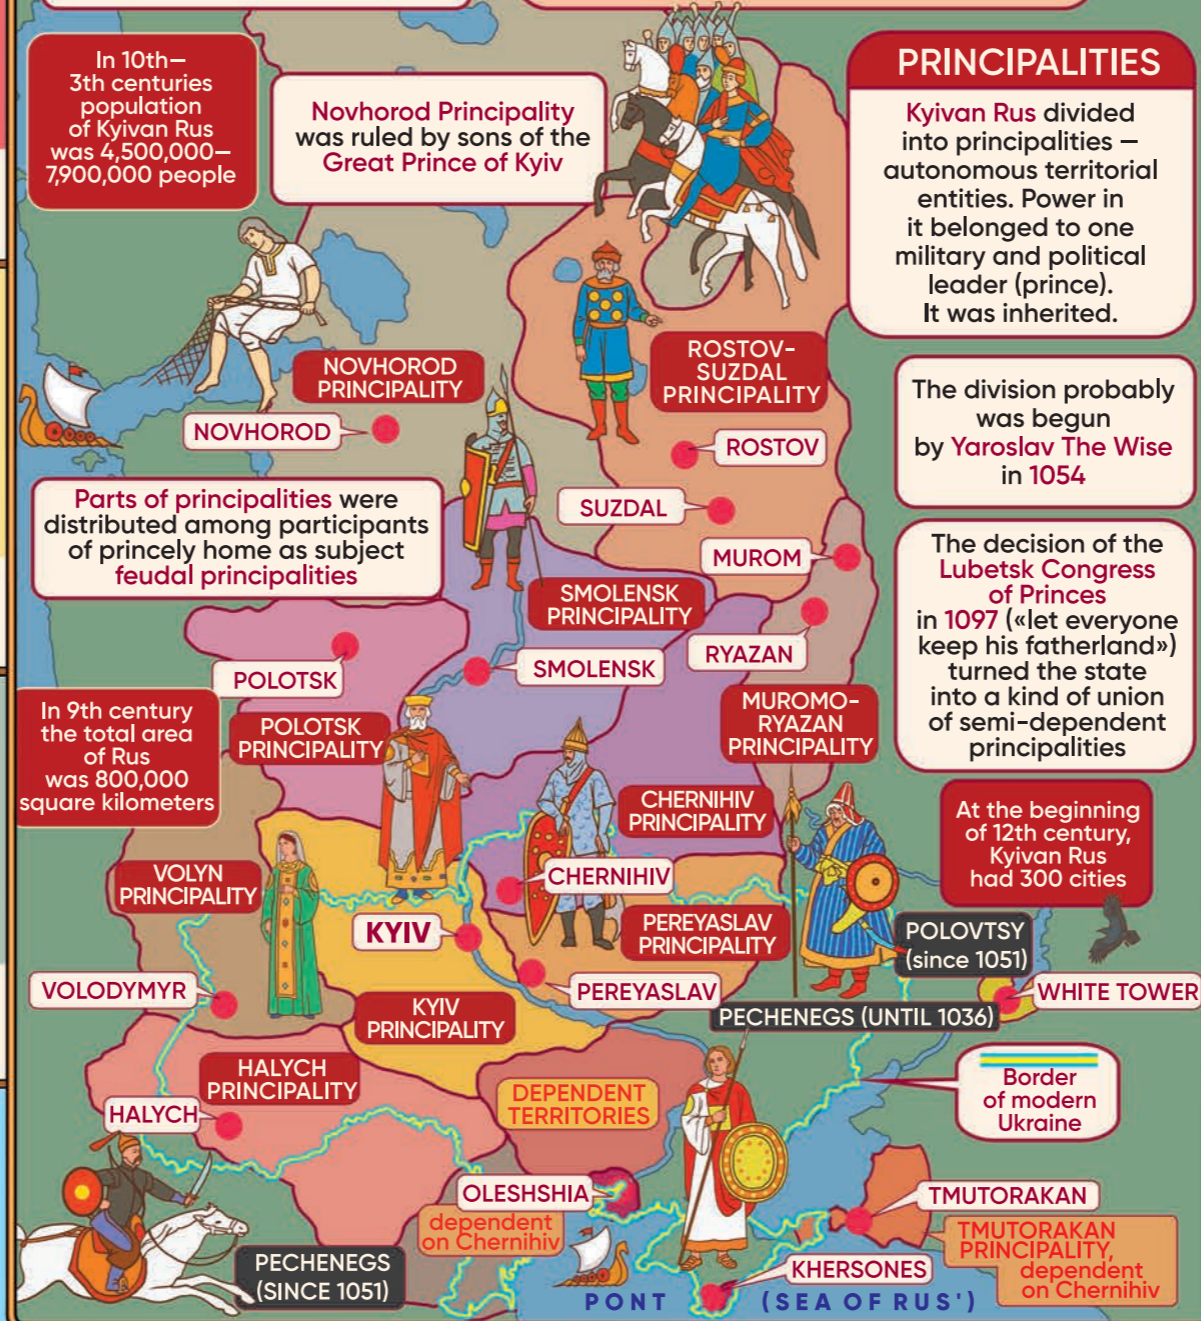 In 10th—
3th centuries
population
of Kyivan Rus
was 4,500,000—
7,900,000 people
Novhorod Principality
was ruled by sons of the
Great Prince of Kyiv
PRINCIPALITIES
Kyivan Rus divided
into principalities —
autonomous territorial
entities. Power in
it belonged to one
military and political
leader (prince).
It was inherited.
NOVHOROD
PRINCIPALITY
NOVHOROD
ROSTOV-
SUZDAL
PRINCIPALITY
ROSTOV
The division probably
was begun
by Yaroslav The Wise
in 1054
Parts of principalities were
distributed among participants
of princely home as subject
feudal principalities
SUZDAL
MUROM
The decision of the
Lubetsk Congress
of Princes
in 1097 («let everyone
keep his fatherland»)
turned the state
into a kind of union
of semi-dependent
principalities
SMOLENSK
PRINCIPALITY
RYAZAN
SMOLENSK
POLOTSK
In 9th century
the total area
of Rus
was 800,000
square kilometers
POLOTSK
PRINCIPALITY
MUROMO-
RYAZAN
PRINCIPALITY
CHERNIHIV
PRINCIPALITY
At the beginning
of 12th century,
Kyivan Rus
had 300 cities
VOLYN
PRINCIPALITY
CHERNIHIV
KYIV
PEREYASLAV
PRINCIPALITY
POLOVTSY
(since 1051)
VOLODYMYR
PEREYASLAV
WHITE TOWER
KYIV
PRINCIPALITY
PECHENEGS (UNTIL 1036)
HALYCH
PRINCIPALITY
DEPENDENT
TERRITORIES
Border
of modern
Ukraine
HALYCH
OLESHSHIA
dependent
on Chernihiv
TMUTORAKAN
TMUTORAKAN
PRINCIPALITY,
dependent
on Chernihiv
PECHENEGS
(SINCE 1051)
KHERSONES
PONT (SEA OF RUS')